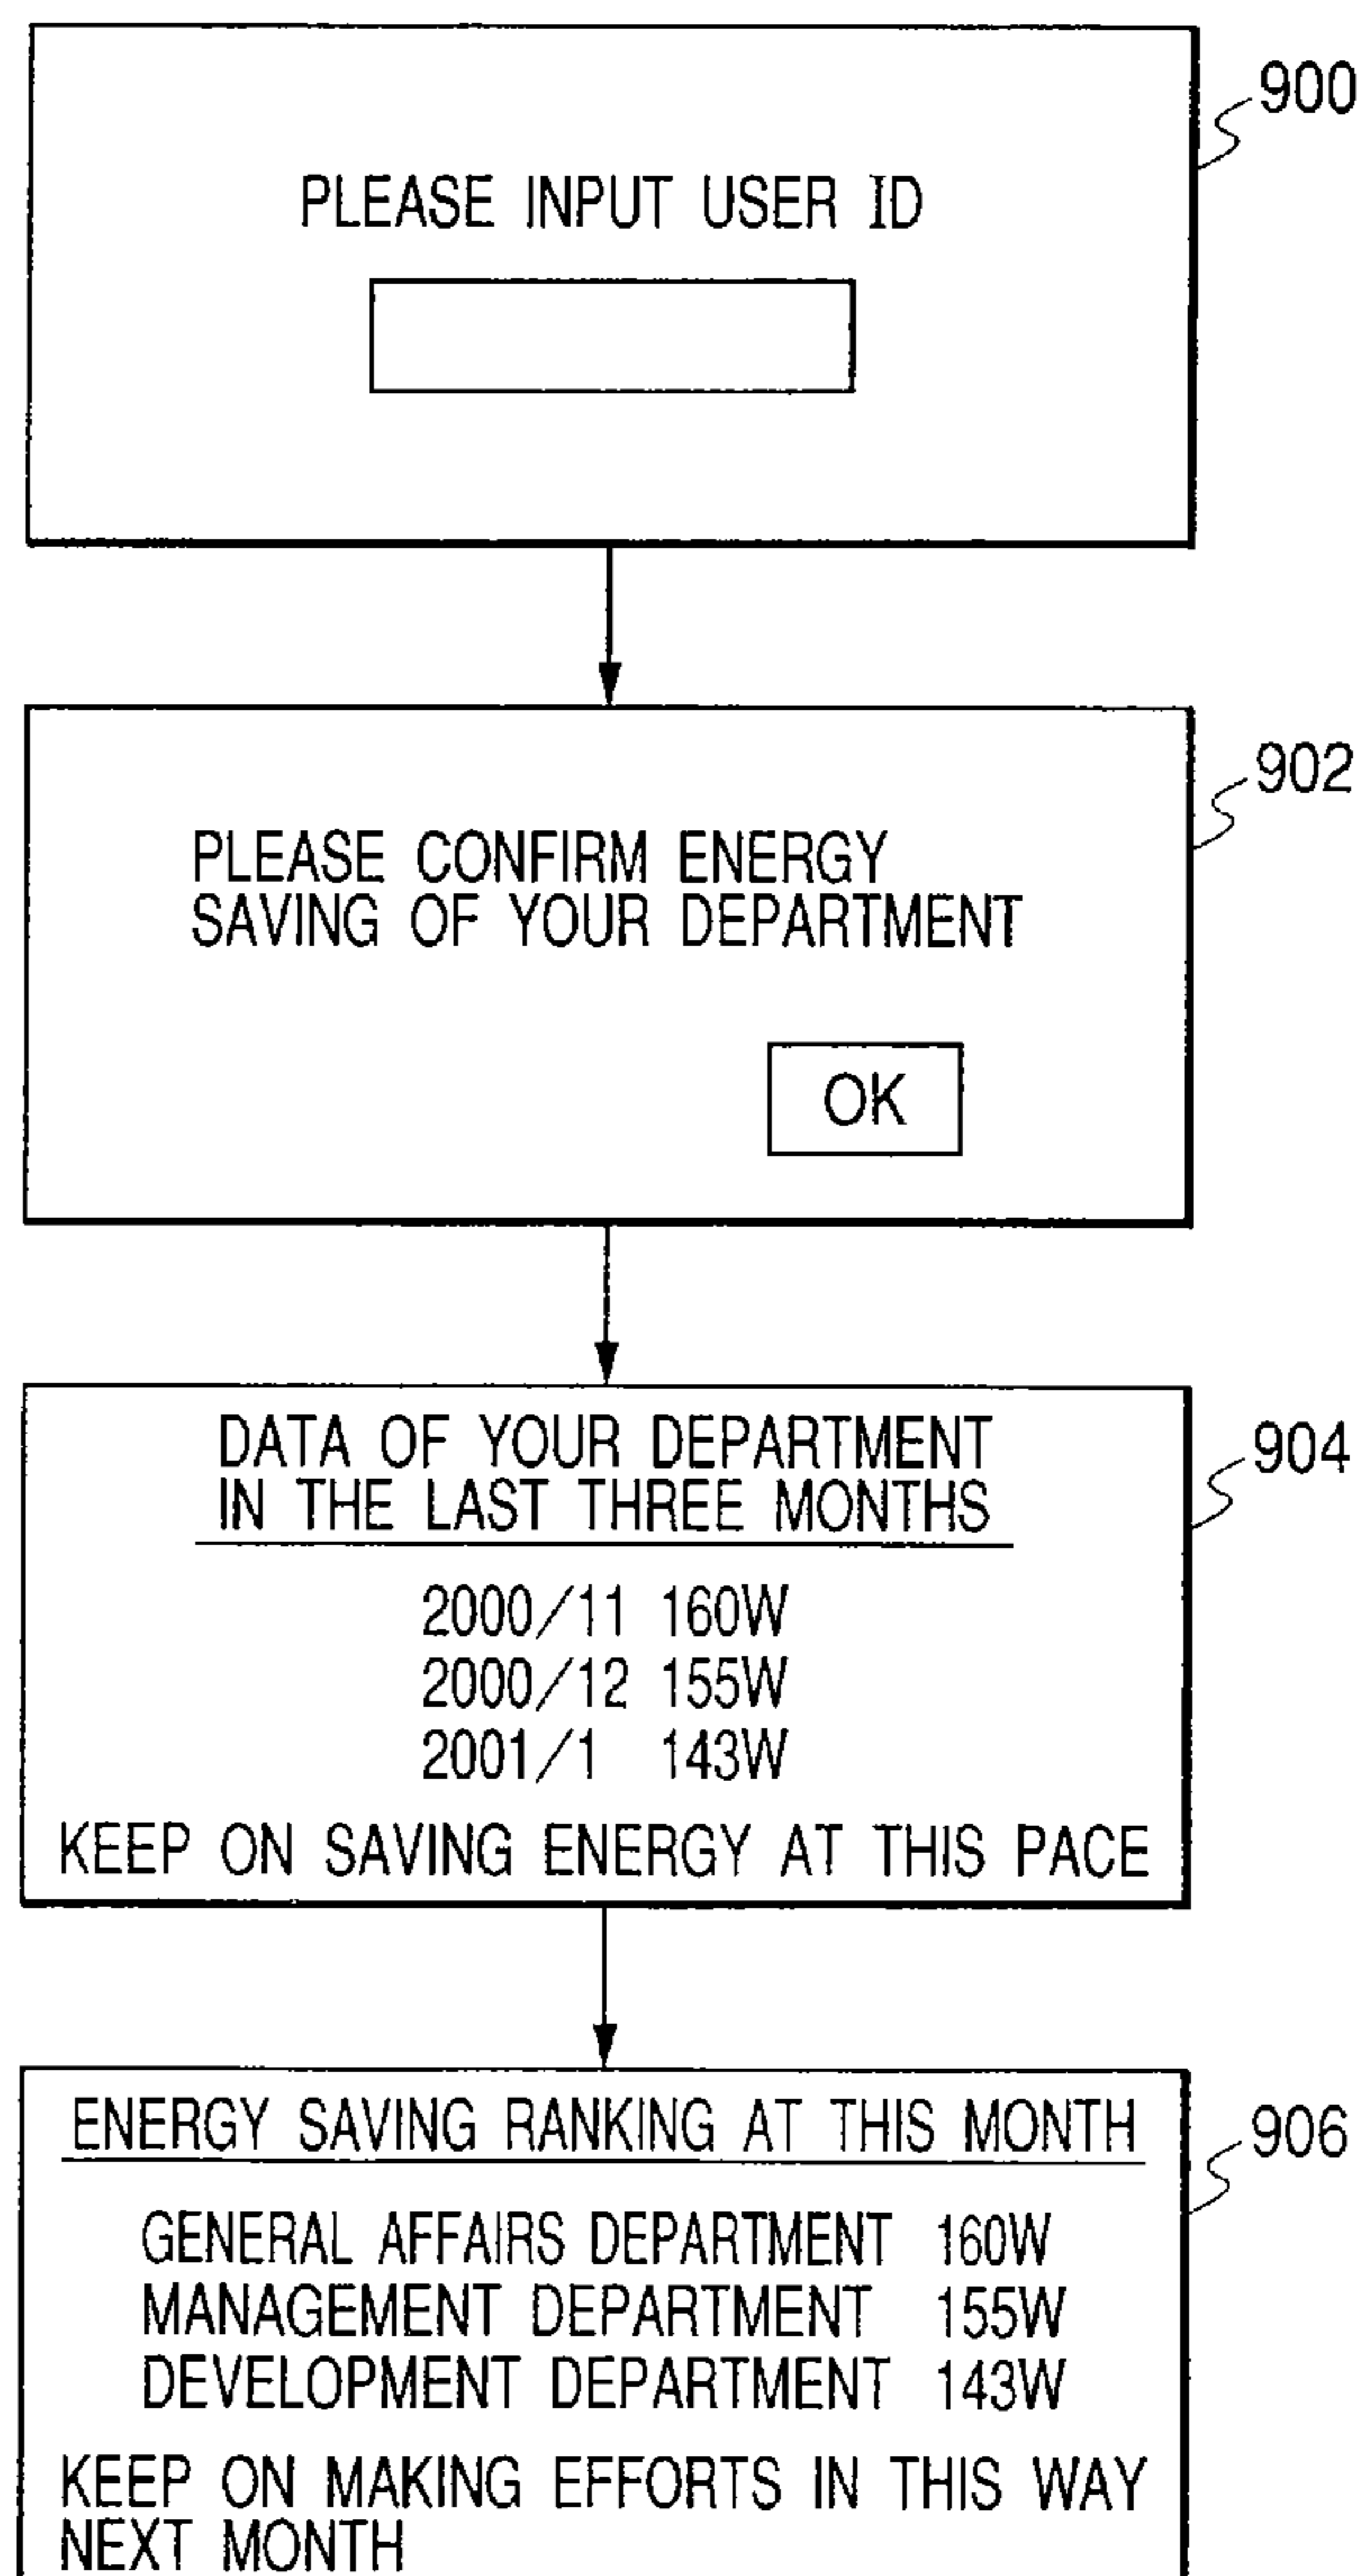 900
PLEASE INPUT USER ID
902
PLEASE CONFIRM ENERGY
SAVING OF YOUR DEPARTMENT
OK
904
DATA OF YOUR DEPARTMENT
IN THE LAST THREE MONTHS
2000/11 160W
2000/12 155W
2001/1 143W
KEEP ON SAVING ENERGY AT THIS PACE
906
ENERGY SAVING RANKING AT THIS MONTH
GENERAL AFFAIRS DEPARTMENT 160W
MANAGEMENT DEPARTMENT 155W
DEVELOPMENT DEPARTMENT 143W
KEEP ON MAKING EFFORTS IN THIS WAY
NEXT MONTH